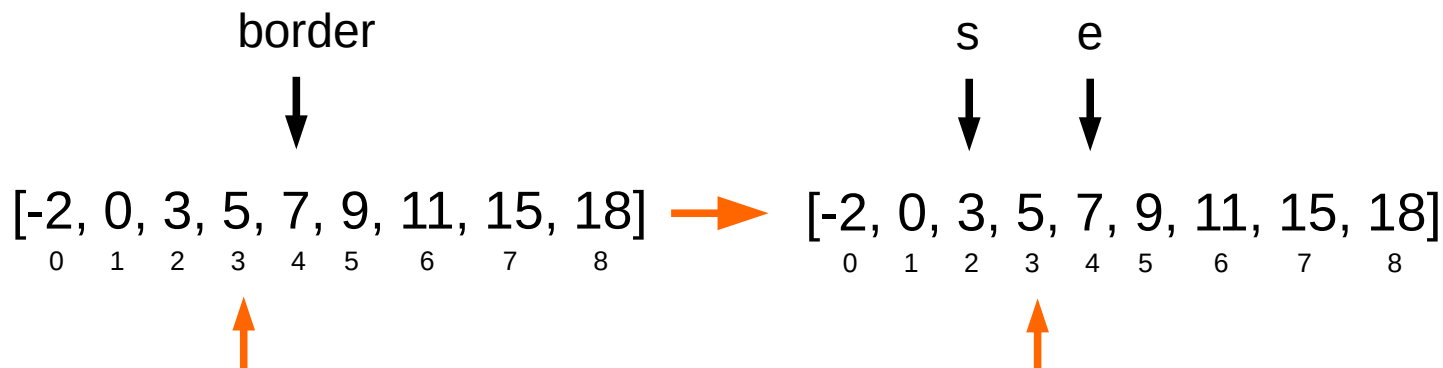 border
s e
[-2, 0, 3, 5, 7, 9, 11, 15, 18] [-2, 0, 3, 5, 7, 9, 11, 15, 18]
0 1 2 3 4 5 6 7 8 0 1 2 3 4 5 6 7 8